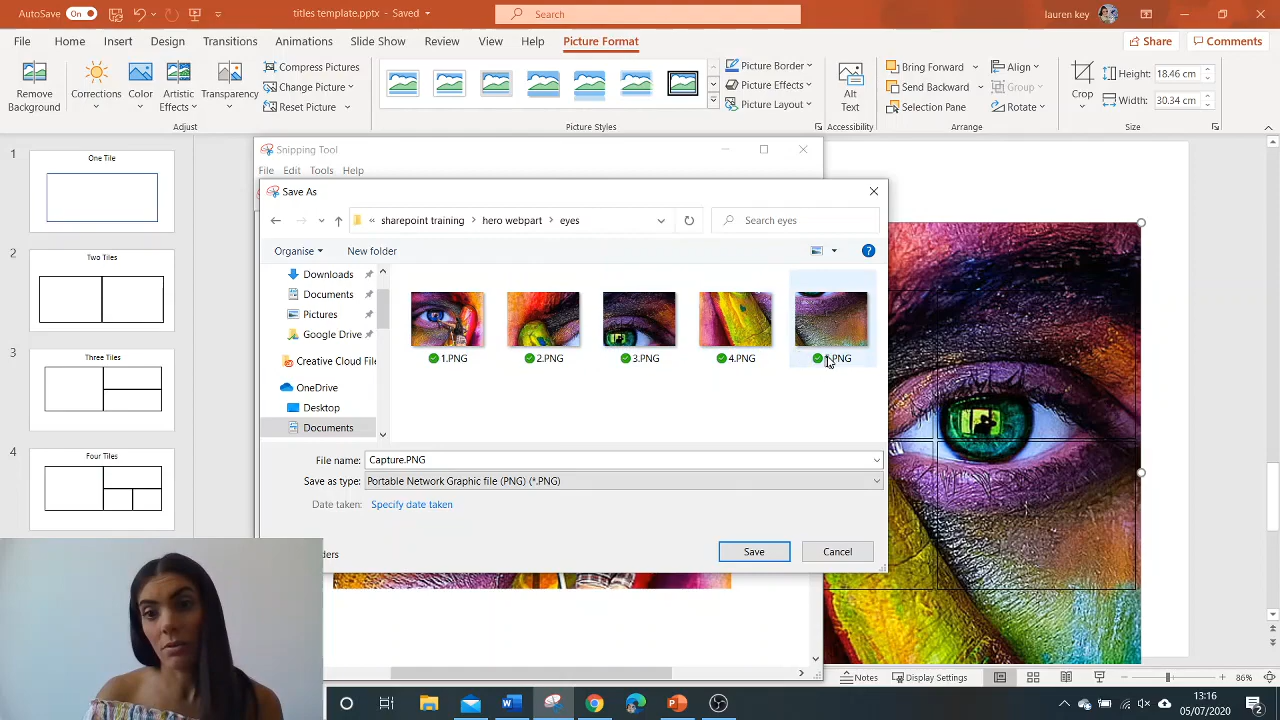 AutoSave On titles template.pptx - Saved Search lauren key
File Home Insert Design Transitions Animations Slide Show Review View Help Picture Format Share Comments
Remove Background
Corrections
Color
Artistic Effects
Transparency
Compress Pictures
Change Picture
Reset Picture
Adjust
Picture Styles
Picture Border
Picture Effects
Picture Layout
Alt Text
Accessibility
Bring Forward
Send Backward
Selection Pane
Align
Group
Rotate
Arrange
Crop
Height: 18.46 cm
Width: 30.34 cm
Size
1
One Tile
2
Two Tiles
3
Three Tiles
4
Four Tiles
Snipping Tool
File Edit Tools Help
Save As
« sharepoint training > hero webpart > eyes
Search eyes
Organise New folder
Downloads
Documents
Pictures
Google Drive
Creative Cloud File
OneDrive
Desktop
Documents
1.PNG 2.PNG 3.PNG 4.PNG .PNG
File name: Capture.PNG
Save as type: Portable Network Graphic file (PNG) (*.PNG)
Date taken: Specify date taken
ders
Save Cancel
Notes Display Settings 86%
13:16
05/07/2020
2